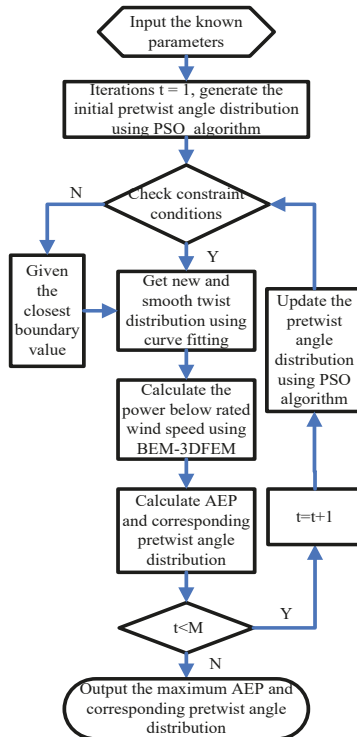 Input the known
parameters
Iterations t = 1, generate the
initial pretwist angle distribution
using PSO algorithm
N
Check constraint
conditions
Y
Given
the
closest
boundary
value
Get new and
smooth twist
distribution using
curve fitting
Update the
pretwist
angle
distribution
using PSO
algorithm
Calculate the
power below rated
wind speed using
BEM-3DFEM
Calculate AEP
and corresponding
pretwist angle
distribution
t=t+1
t<M
Y
N
Output the maximum AEP and
corresponding pretwist angle
distribution